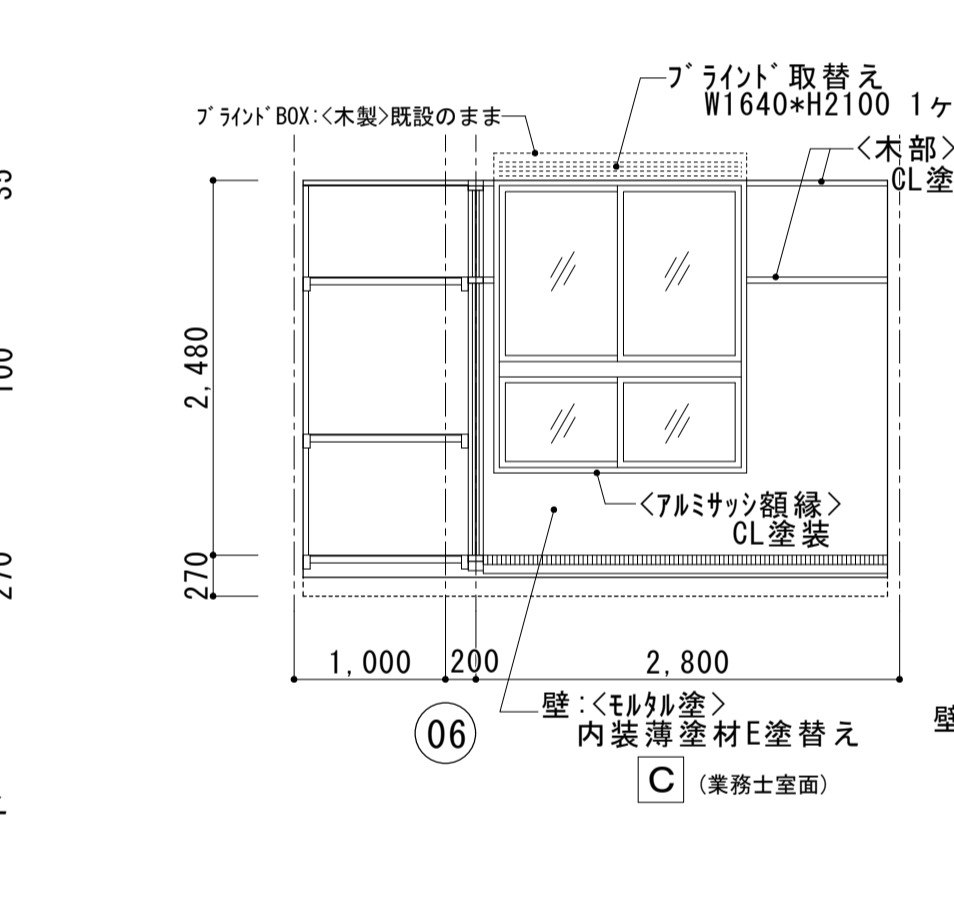 ブラインド取替え
W1640*H2100 1ヶ
ブラインドBOX:<木製>既設のまま
<木部>
CL塗
2,480
270
270
<アルミサッシ額縁>
CL塗装
1,000
200
2,800
06
壁:<モルタル塗>
内装薄塗材E塗替え
壁
C (業務士室面)